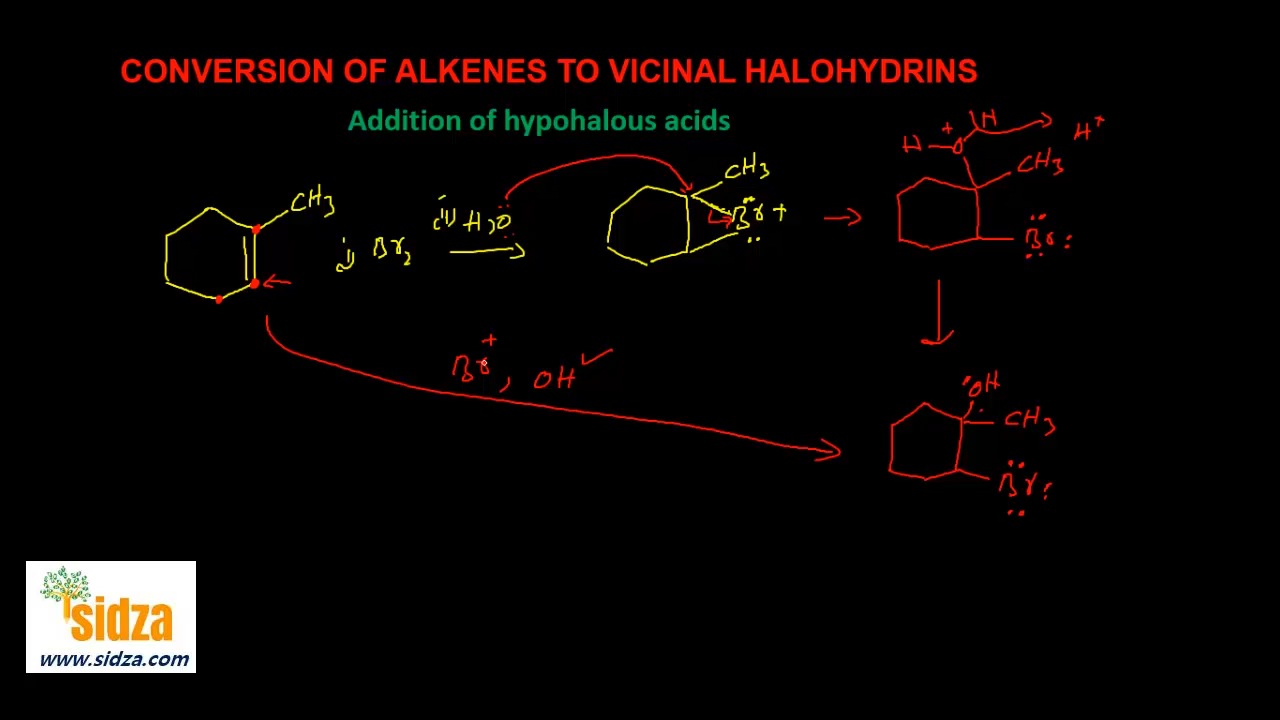 CONVERSION OF ALKENES TO VICINAL HALOHYDRINS
Addition of hypohalous acids
CH3
i) Br2
ii) H2O
CH3
Br +
H O + H H+
CH3
Br
Br+, OH
OH
CH3
Br
sidza
www.sidza.com